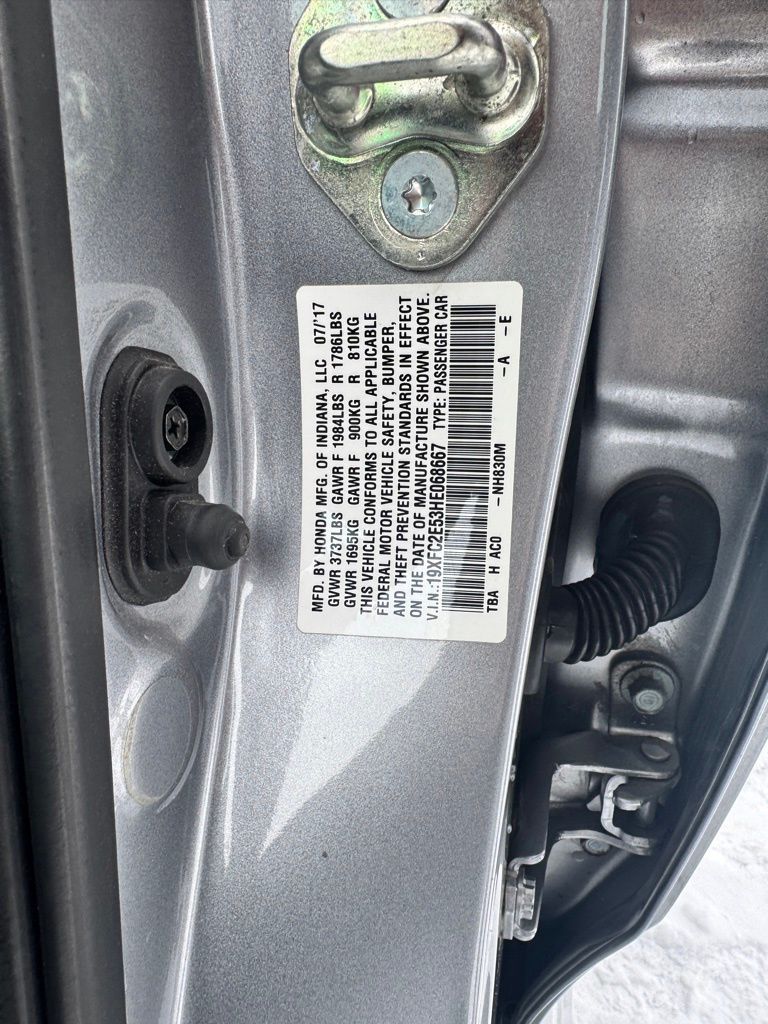 MFD. BY HONDA MFG. OF INDIANA, LLC 07/'17
GVWR 3737LBS GAWR F 1984LBS R 1786LBS
GVWR 1695KG GAWR F 900KG R 810KG
THIS VEHICLE CONFORMS TO ALL APPLICABLE
FEDERAL MOTOR VEHICLE SAFETY, BUMPER,
AND THEFT PREVENTION STANDARDS IN EFFECT
ON THE DATE OF MANUFACTURE SHOWN ABOVE.
V.I.N.:19XFC2F53HE068667 TYPE: PASSENGER CAR
TBA H AC0 -NH830M -A -E